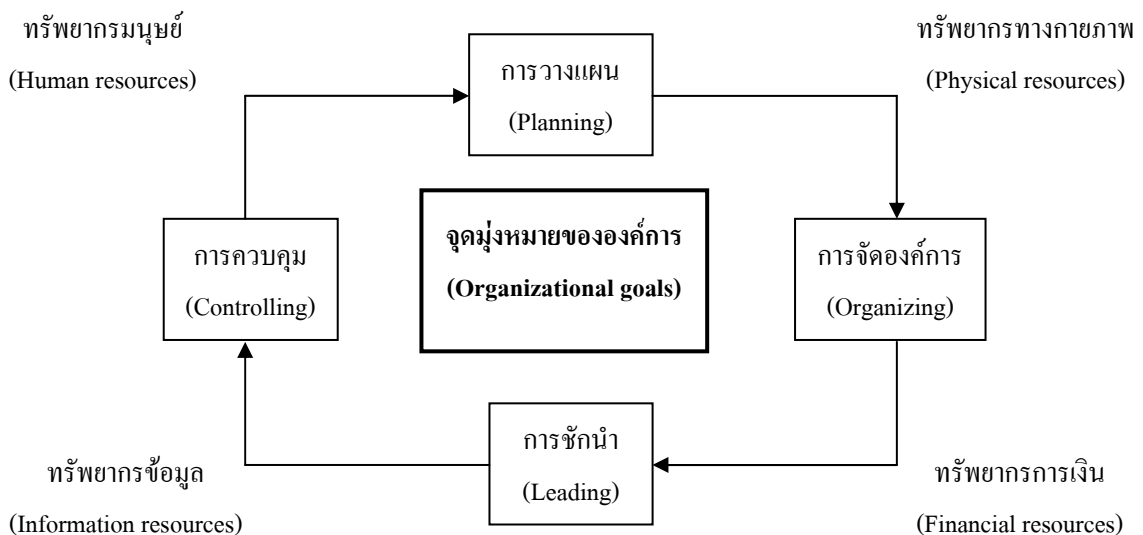 ทรัพยากรมนุษย์
(Human resources)
ทรัพยากรทางกายภาพ
(Physical resources)
การวางแผน
(Planning)
จุดมุ่งหมายขององค์การ
(Organizational goals)
การควบคุม
(Controlling)
การจัดองค์การ
(Organizing)
การชักนำ
(Leading)
ทรัพยากรข้อมูล
(Information resources)
ทรัพยากรการเงิน
(Financial resources)